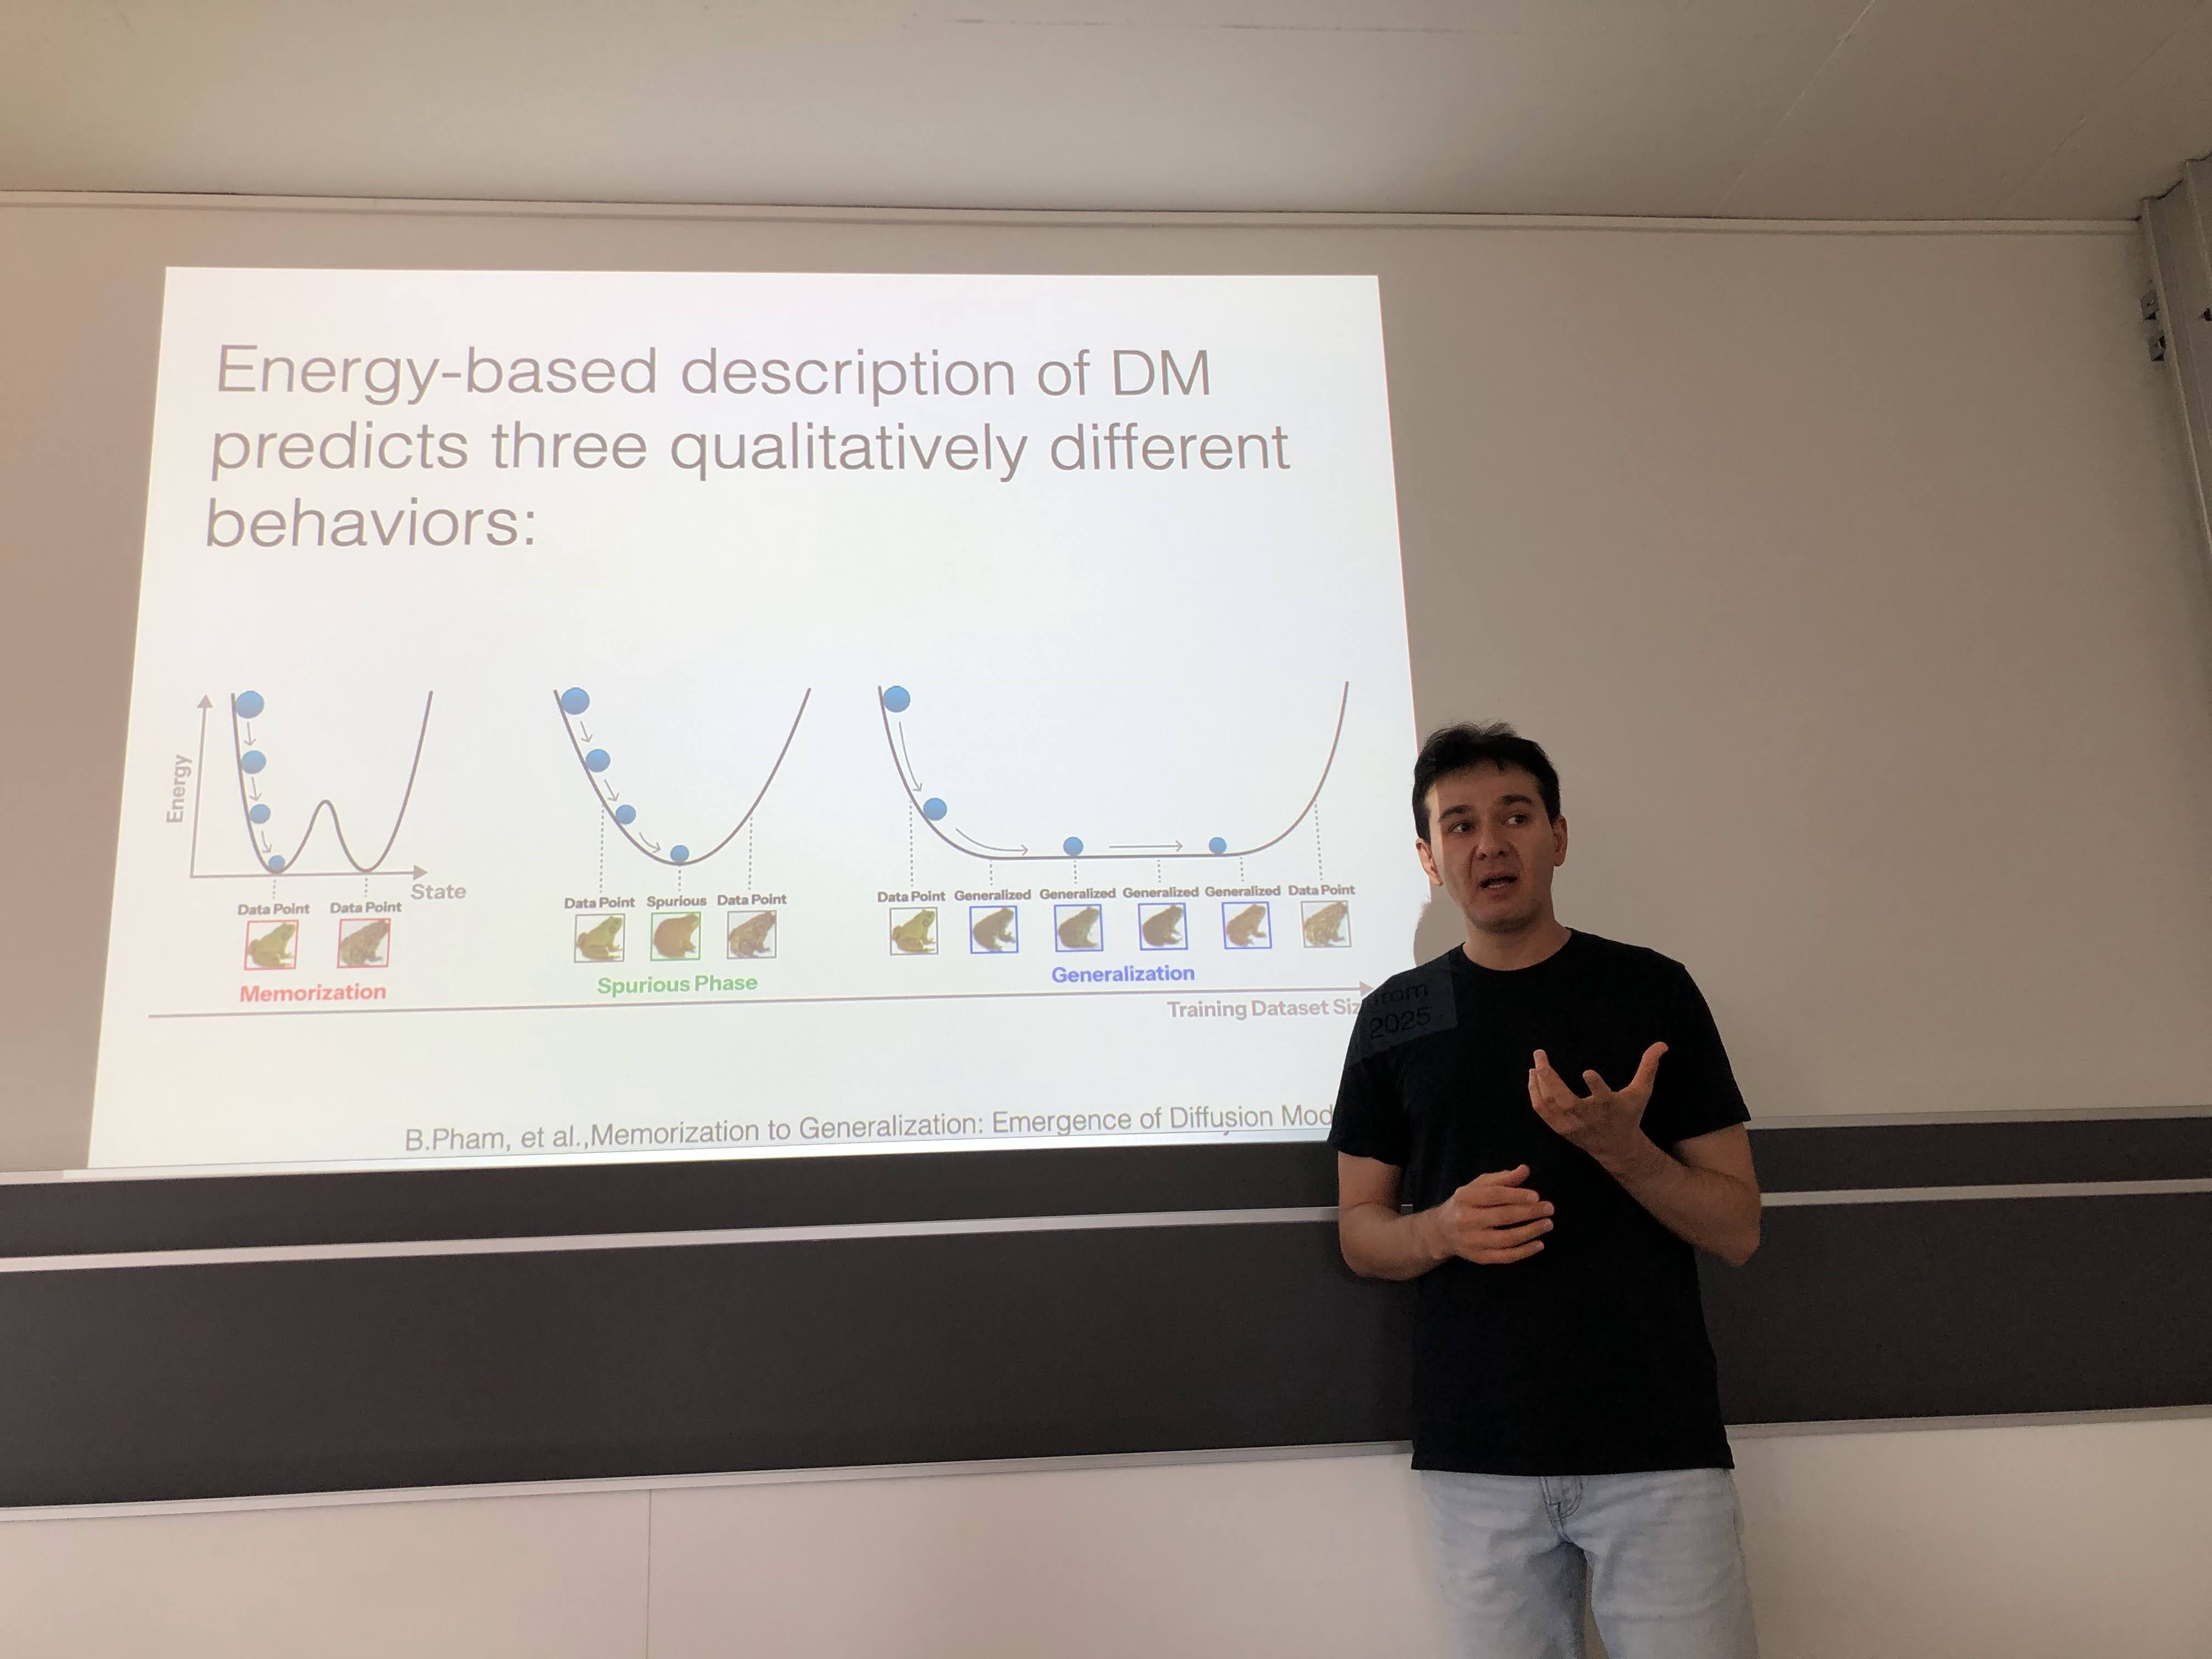 Energy-based description of DM
predicts three qualitatively different
behaviors:
Energy
State
Data Point Data Point
Memorization
Data Point Spurious Data Point
Spurious Phase
Data Point Generalized Generalized Generalized Generalized Data Point
Generalization
Training Dataset Siz
from
2025
B.Pham, et al.,Memorization to Generalization: Emergence of Diffusion Mod